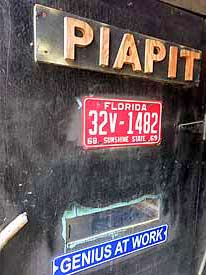 PIAPIT
FLORIDA
32V-1482
68 SUNSHINE STATE 69
GENIUS AT WORK